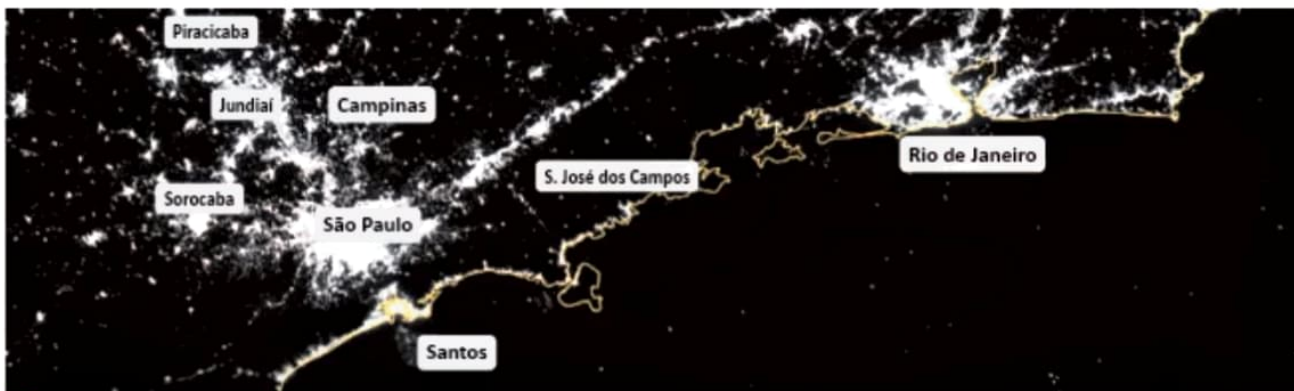 Piracicaba
Jundiaí
Campinas
S. José dos Campos
Rio de Janeiro
Sorocaba
São Paulo
Santos